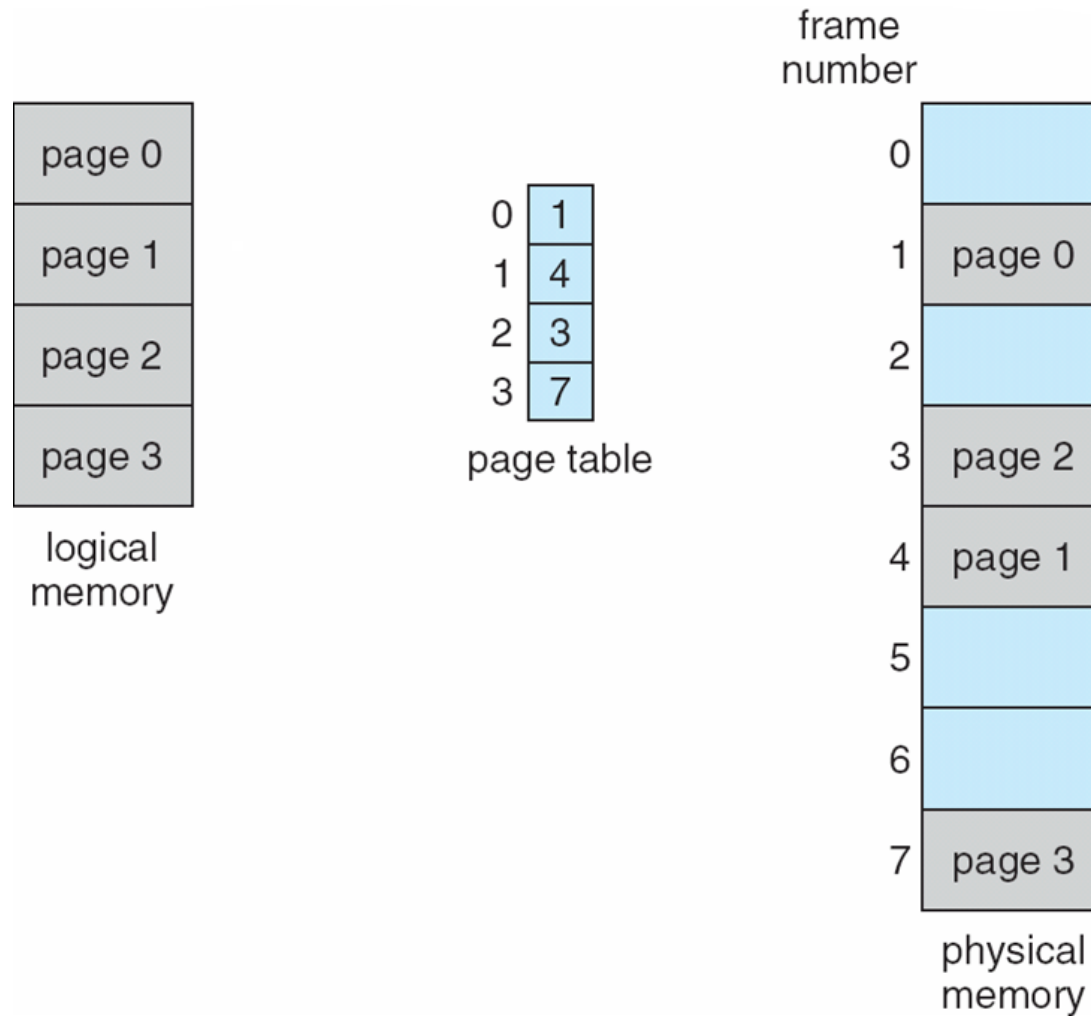 page 0
page 1
page 2
page 3
logical
memory
0 1
1 4
2 3
3 7
page table
frame
number
0
1 page 0
2
3 page 2
4 page 1
5
6
7 page 3
physical
memory